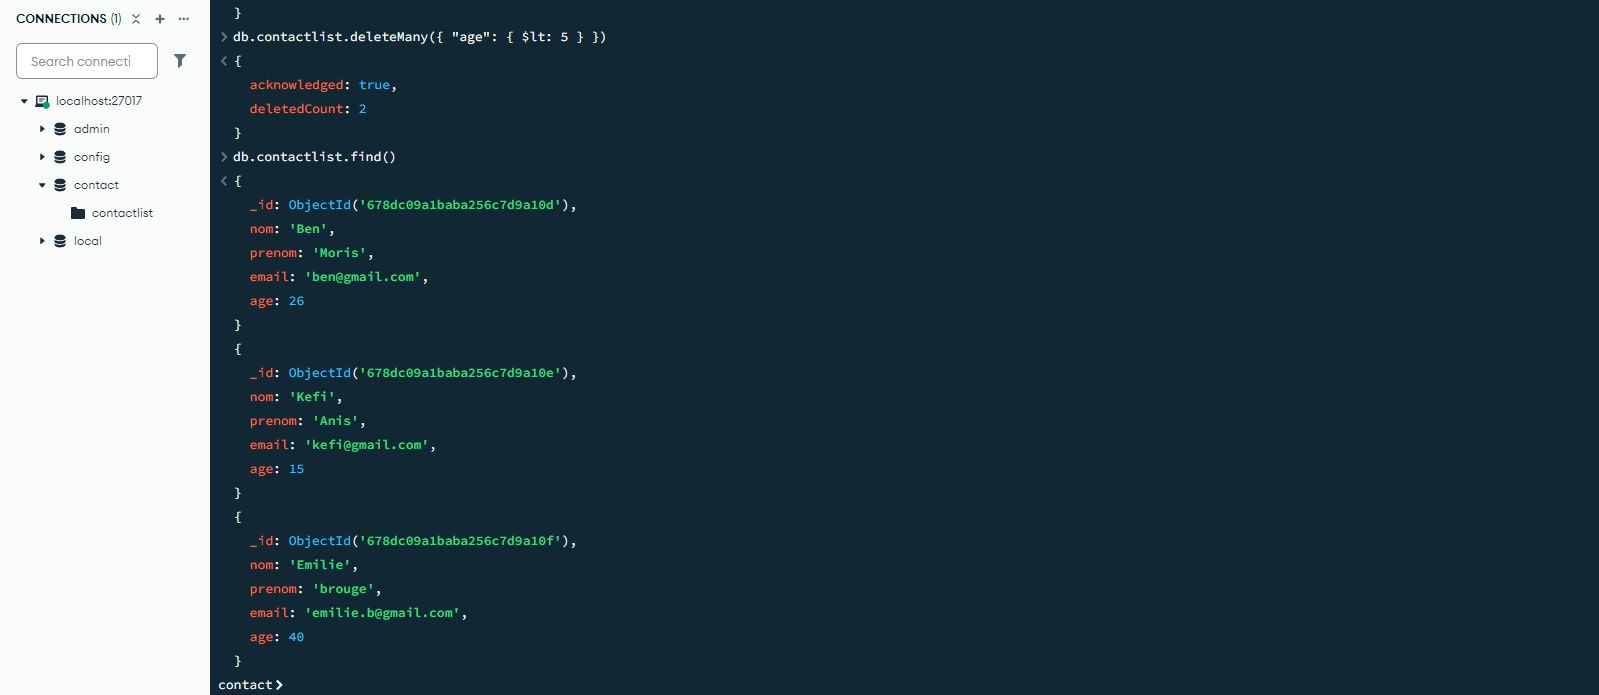 CONNECTIONS (1)
Search connecti
localhost:27017
admin
config
contact
contactlist
local
}
> db.contactlist.deleteMany({ "age": { $lt: 5 } })
< {
acknowledged: true,
deletedCount: 2
}
> db.contactlist.find()
< {
_id: ObjectId('678dc09a1baba256c7d9a10d'),
nom: 'Ben',
prenom: 'Moris',
email: 'ben@gmail.com',
age: 26
}
{
_id: ObjectId('678dc09a1baba256c7d9a10e'),
nom: 'Kefi',
prenom: 'Anis',
email: 'kefi@gmail.com',
age: 15
}
{
_id: ObjectId('678dc09a1baba256c7d9a10f'),
nom: 'Emilie',
prenom: 'brouge',
email: 'emilie.b@gmail.com',
age: 40
}
contact>